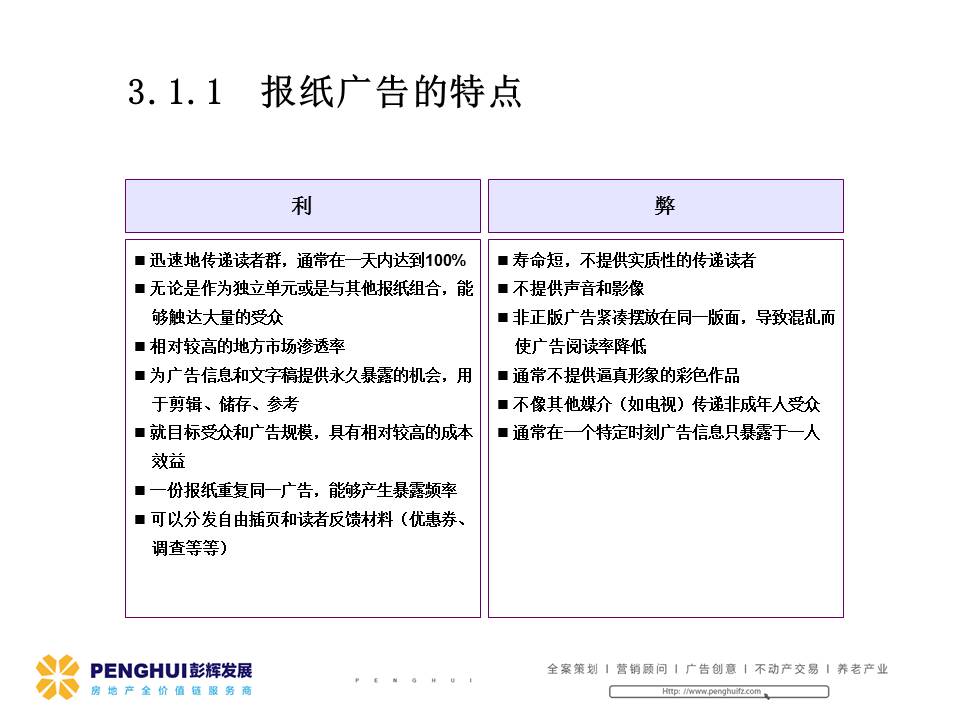 3.1.1 报纸广告的特点
利
■ 迅速地传递读者群，通常在一天内达到100%
■ 无论是作为独立单元或是与其他报纸组合，能
够触达大量的受众
■ 相对较高的地方市场渗透率
■ 为广告信息和文字稿提供永久暴露的机会，用
于剪辑、储存、参考
■ 就目标受众和广告规模，具有相对较高的成本
效益
■ 一份报纸重复同一广告，能够产生暴露频率
■ 可以分发自由插页和读者反馈材料（优惠券、
调查等等）
弊
■ 寿命短，不提供实质性的传递读者
■ 不提供声音和影像
■ 非正版广告紧凑摆放在同一版面，导致混乱而
使广告阅读率降低
■ 通常不提供逼真形象的彩色作品
■ 不像其他媒介（如电视）传递非成年人受众
■ 通常在一个特定时刻广告信息只暴露于一人
PENGHUI彭辉发展
房地产全价值链服务商
PENGHUI
全案策划 | 营销顾问 | 广告创意 | 不动产交易 | 养老产业
Http: //www.penghuifz.com